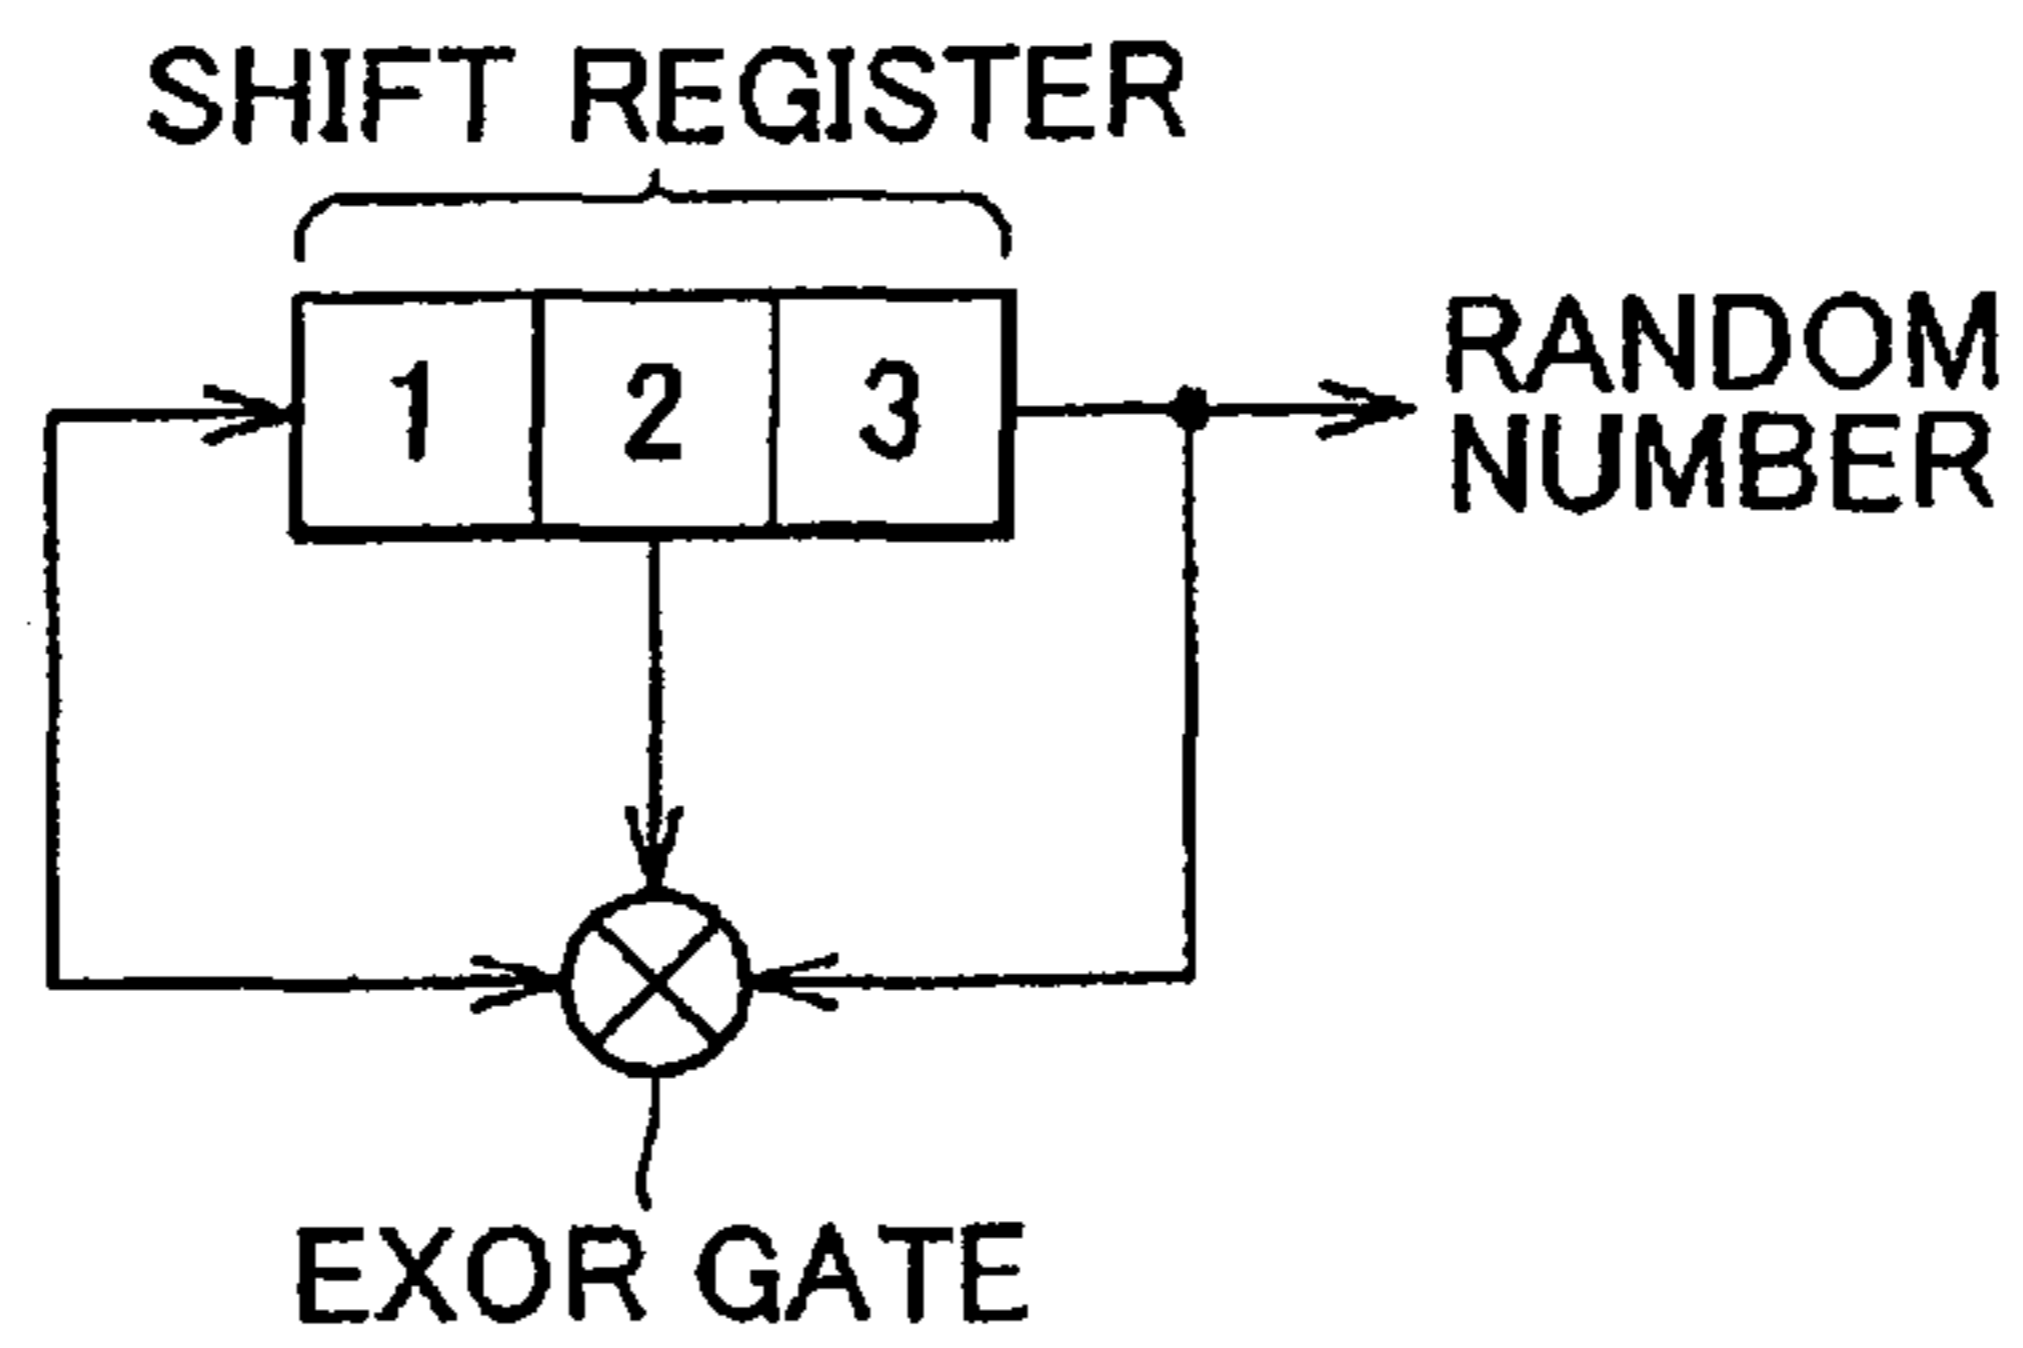 SHIFT REGISTER
1 2 3
RANDOM
NUMBER
EXOR GATE